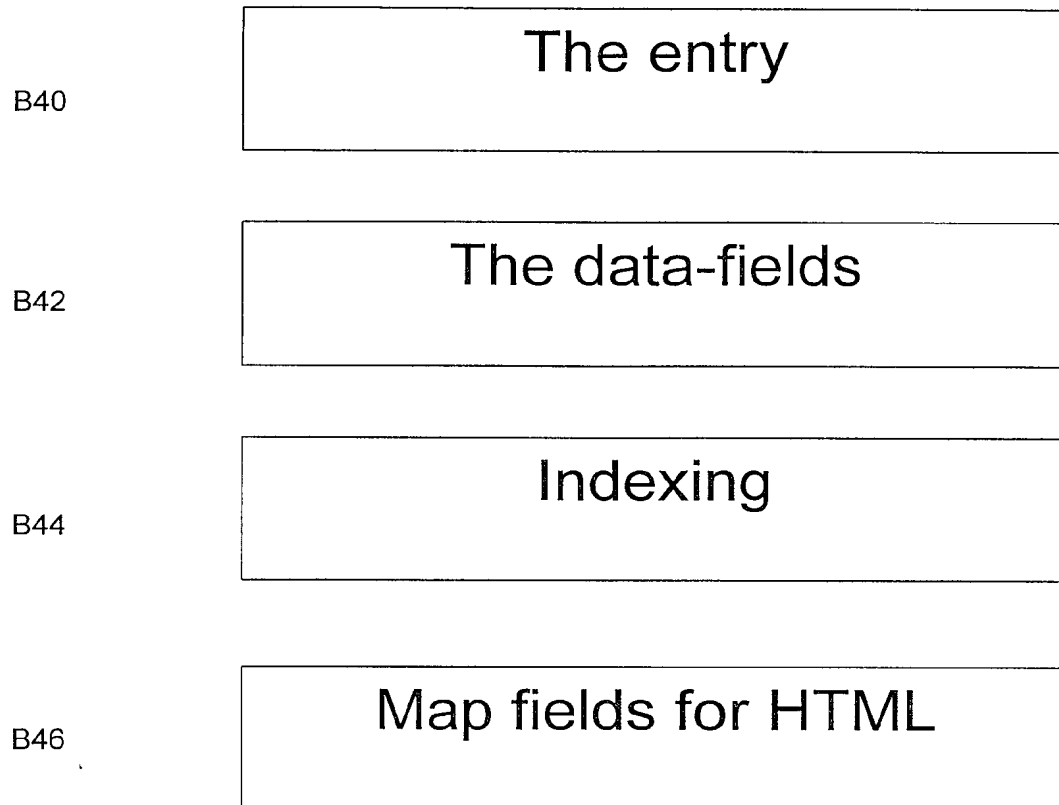 The entry
B40
The data-fields
B42
Indexing
B44
Map fields for HTML
B46